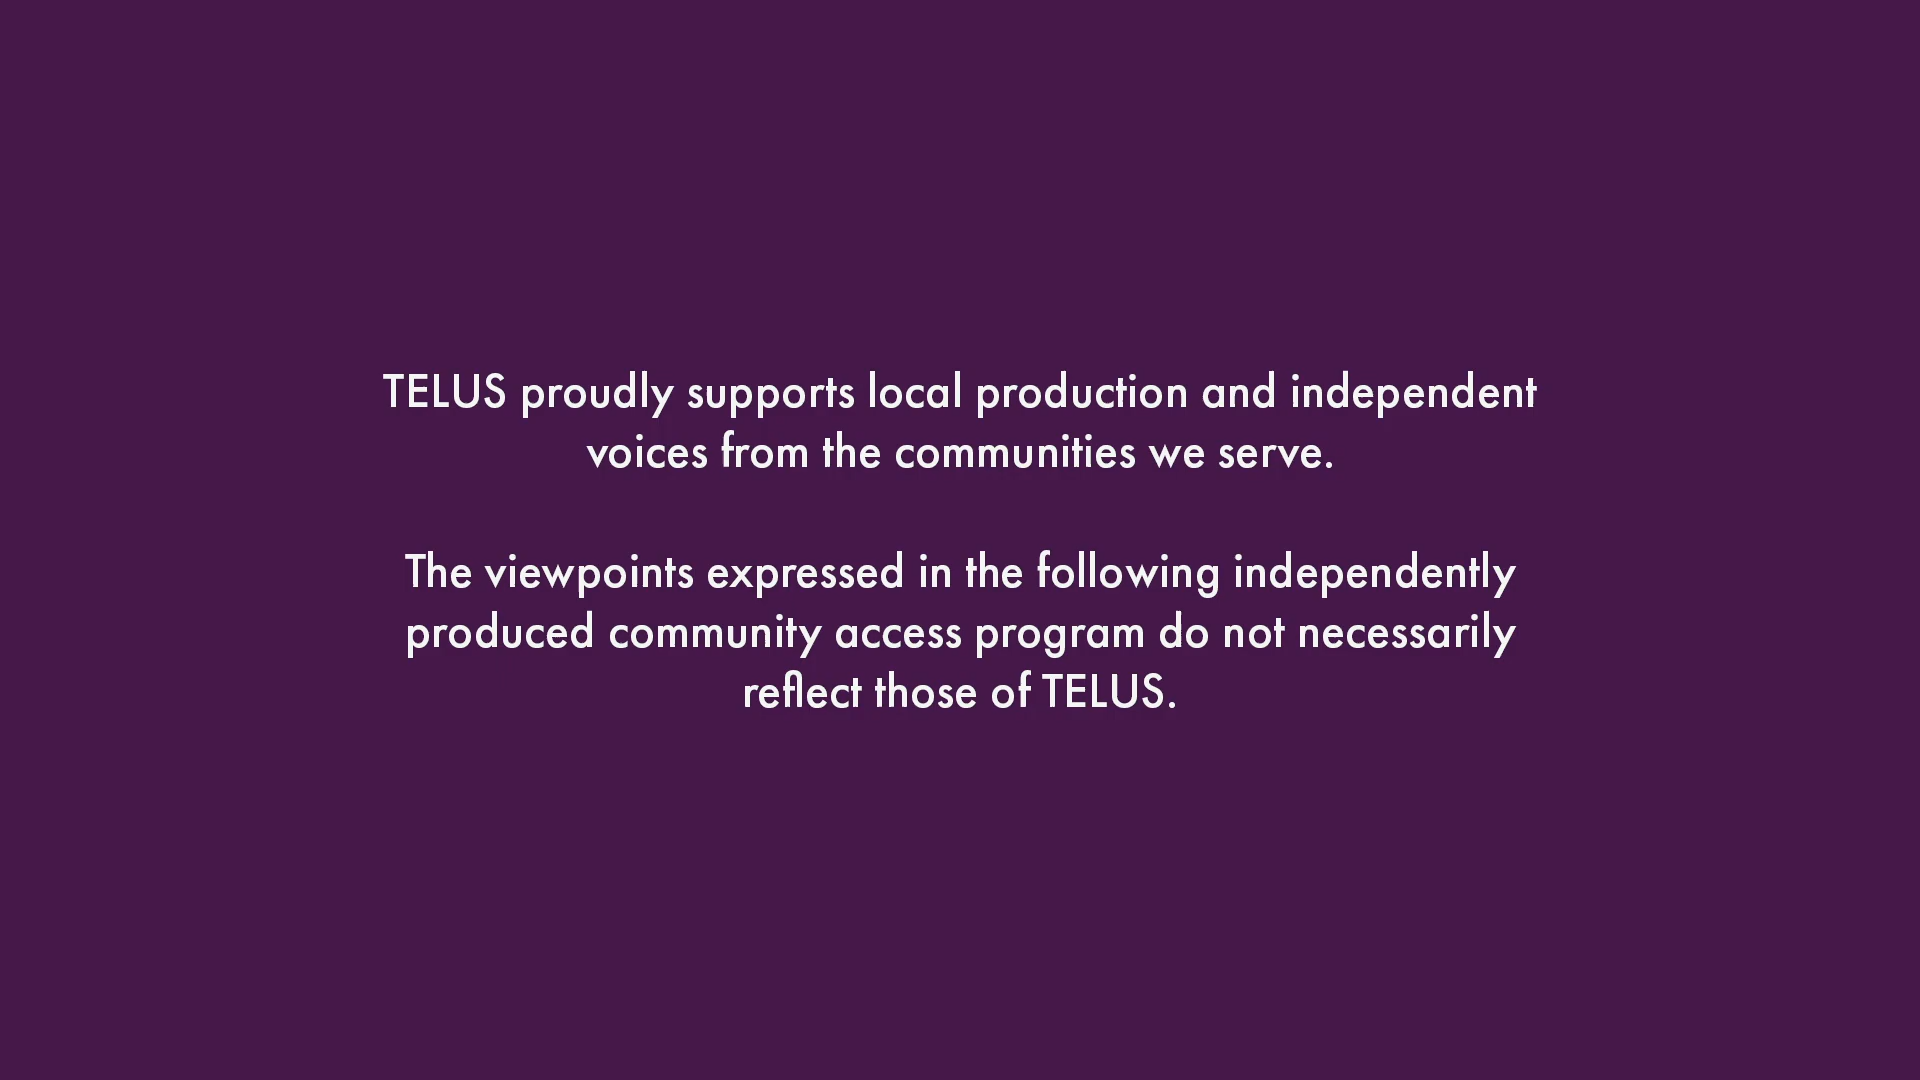 TELUS proudly supports local production and independent
voices from the communities we serve.
The viewpoints expressed in the following independently
produced community access program do not necessarily
reflect those of TELUS.